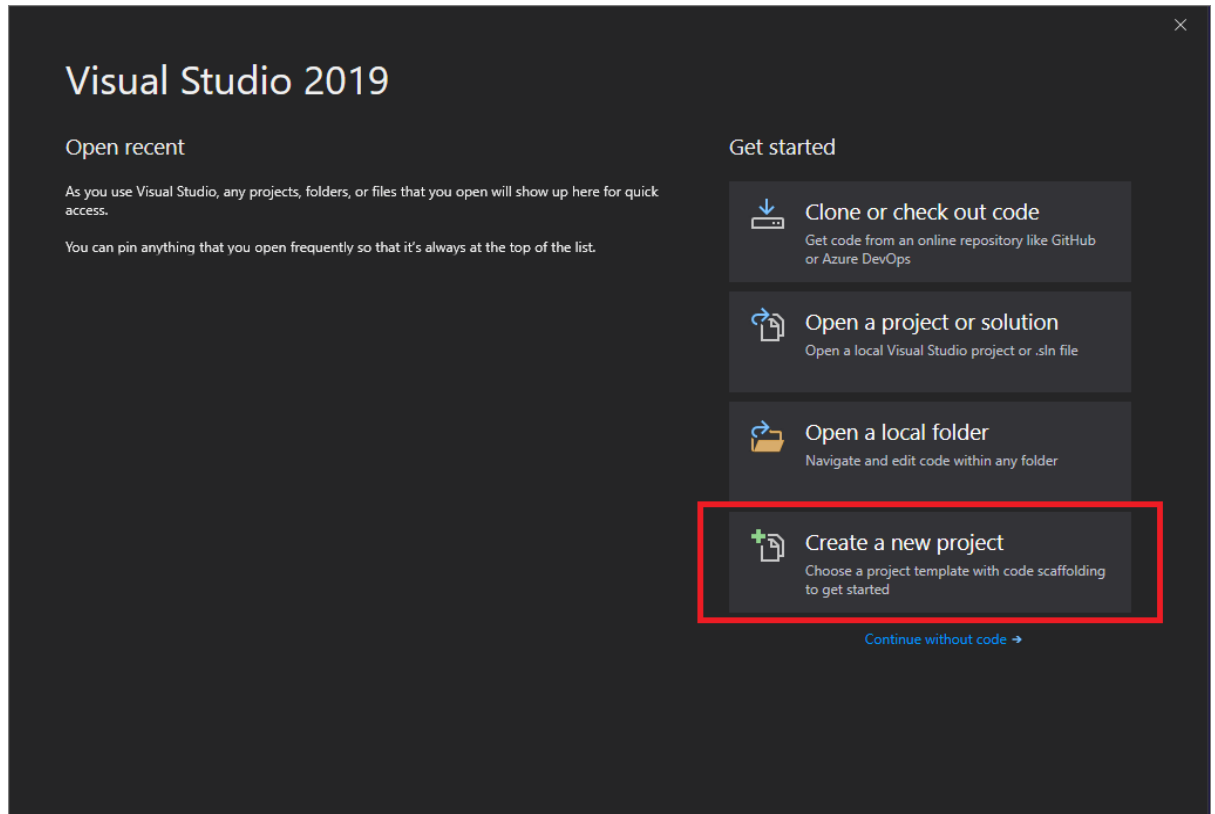 Visual Studio 2019
Open recent
As you use Visual Studio, any projects, folders, or files that you open will show up here for quick
access.
You can pin anything that you open frequently so that it's always at the top of the list.
Get started
Clone or check out code
Get code from an online repository like GitHub
or Azure DevOps
Open a project or solution
Open a local Visual Studio project or .sln file
Open a local folder
Navigate and edit code within any folder
Create a new project
Choose a project template with code scaffolding
to get started
Continue without code